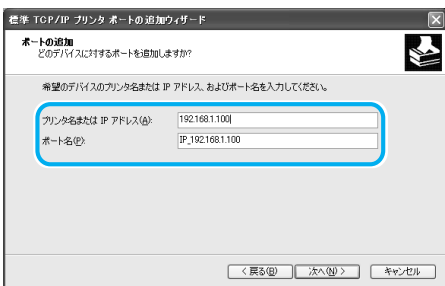 標準 TCP/IP プリンタ ポートの追加ウィザード
ポートの追加
どのデバイスに対するポートを追加しますか?
希望のデバイスのプリンタ名または IP アドレス、およびポート名を入力してください。
プリンタ名または IP アドレス(A): 192.168.1.100
ポート名(P): IP_192.168.1.100
< 戻る(B) 次へ(N) > キャンセル